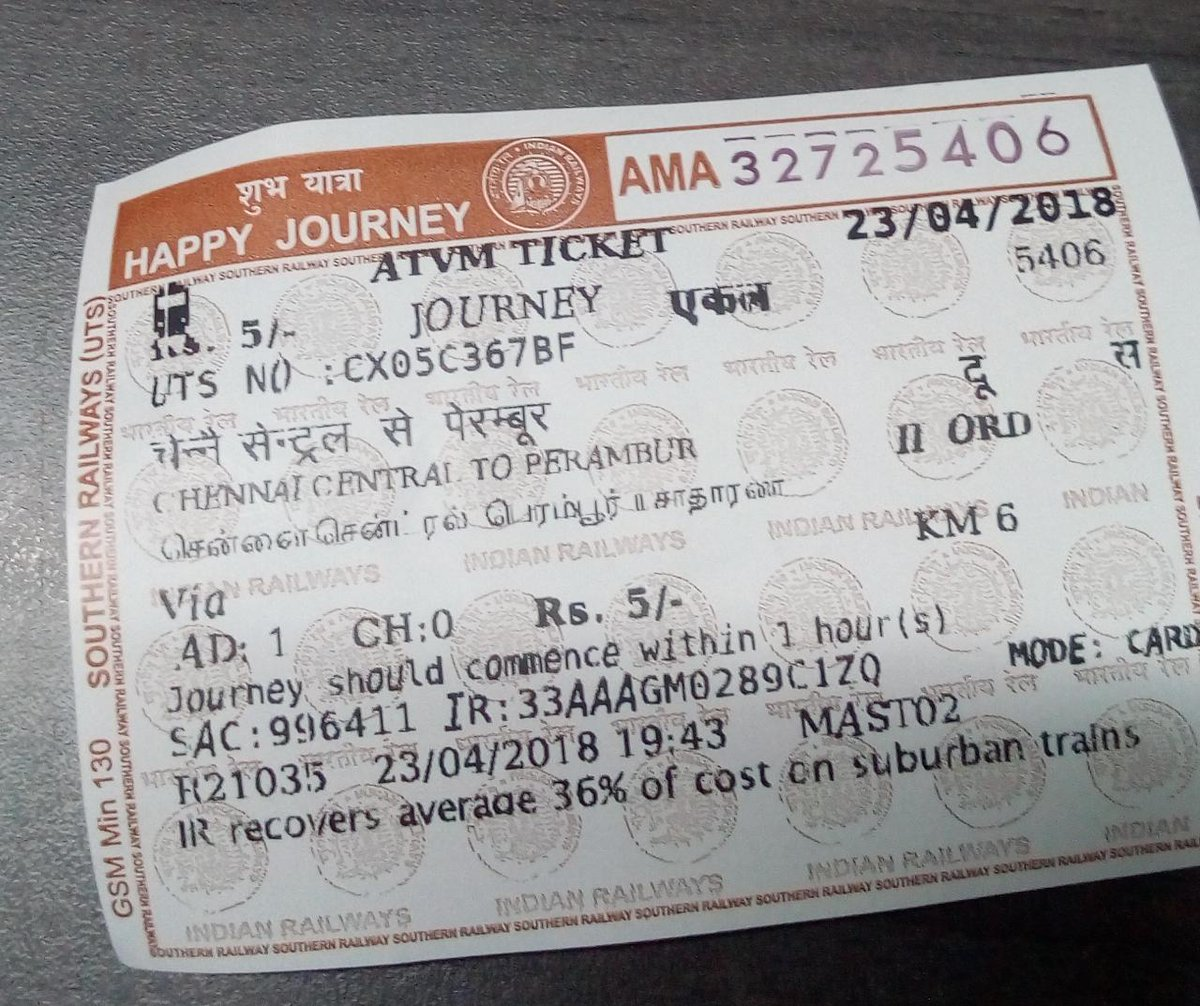 शुभ यात्रा
HAPPY JOURNEY
AMA 32725406
ATVM TICKET 23/04/2018
JOURNEY एकल 5406
5/-
UTS NO :CX05C367BF
दू स
चेन्नै सेन्ट्रल से पेरम्बूर
II ORD
CHENNAI CENTRAL TO PERAMBUR
சென்னை சென்ட்ரல் பெரம்பூர் II சாதாரண
KM 6
Via
AD: 1 CH:0 Rs. 5/-
Journey should commence within 1 hour(s)
MODE: CARD
SAC:996411 IR:33AAAGM0289C1ZQ
R21035 23/04/2018 19:43 MAST02
IR recovers average 36% of cost on suburban trains
GSM Min 130 SOUTHERN RAILWAYS (UTS)
SOUTHERN RAILWAY
भारतीय रेल
INDIAN RAILWAYS